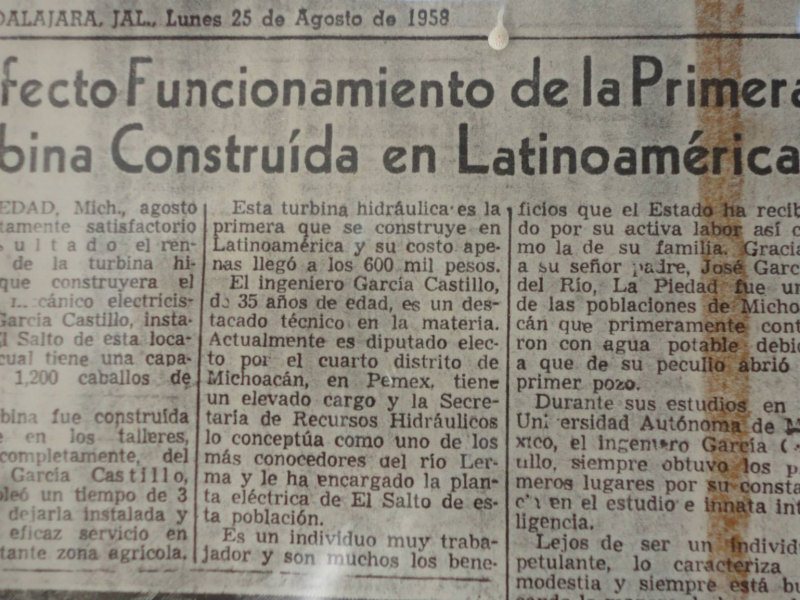 DALAJARA, JAL., Lunes 25 de Agosto de 1958
fecto Funcionamiento de la Primera
bina Construída en Latinoamérica
EDAD, Mich., agosto
tamente satisfactorio
sultado el ren-
de la turbina hi-
que construyera el
cánico electricis-
García Castillo, insta-
El Salto de esta loca-
cual tiene una capa-
1,200 caballos de
bina fue construída
e en los talleres,
completamente, del
García Castillo,
leó un tiempo de 3
dejarla instalada y
eficaz servicio en
tante zona agrícola.
Esta turbina hidráulica es la
primera que se construye en
Latinoamérica y su costo ape-
nas llegó a los 600 mil pesos.
El ingeniero García Castillo,
de 35 años de edad, es un des-
tacado técnico en la materia.
Actualmente es diputado elec-
to por el cuarto distrito de
Michoacán, en Pemex, tiene
un elevado cargo y la Secre-
taria de Recursos Hidráulicos
lo conceptúa como uno de los
más conocedores del río Ler-
ma y le ha encargado la plan-
ta eléctrica de El Salto de es-
ta población.
Es un individuo muy traba-
jador y son muchos los bene-
ficios que el Estado ha recib
do por su activa labor así c
mo la de su familia. Gracia
a su señor padre, José Garc
del Río, La Piedad fue un
de las poblaciones de Micho
cán que primeramente cont
ron con agua potable debid
a que de su peculio abrió
primer pozo.
Durante sus estudios en
Universidad Autónoma de M
xico, el ingeniero García C
tillo, siempre obtuvo los p
meros lugares por su consta
en el estudio e innata int
ligencia.
Lejos de ser un individ
petulante, lo caracteriza
modestia y siempre está bu